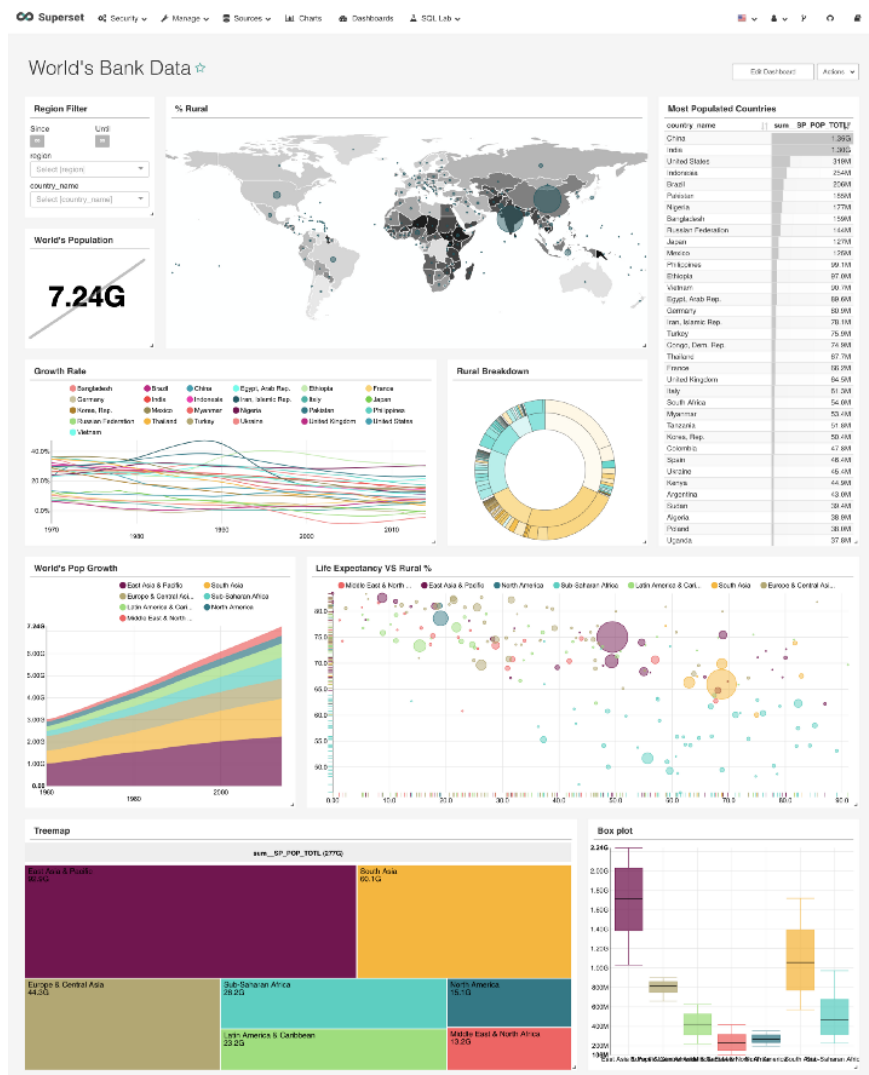 Superset Security Manage Sources Charts Dashboards SQL Lab
World's Bank Data
Edit Dashboard Actions
Region Filter
Since Until
region
Select [region]
country_name
Select [country_name]
World's Population
7.24G
% Rural
Most Populated Countries
country_name sum__SP_POP_TOTL
China 1.36G
India 1.30G
United States 319M
Indonesia 254M
Brazil 206M
Pakistan 185M
Nigeria 177M
Bangladesh 159M
Russian Federation 144M
Japan 127M
Mexico 125M
Philippines 99.1M
Ethiopia 97.0M
Vietnam 90.7M
Egypt, Arab Rep. 89.6M
Germany 80.9M
Iran, Islamic Rep. 78.1M
Turkey 75.9M
Congo, Dem. Rep. 74.9M
Thailand 67.7M
France 66.2M
United Kingdom 64.5M
Italy 61.3M
South Africa 54.0M
Myanmar 53.4M
Tanzania 51.8M
Korea, Rep. 50.4M
Colombia 47.8M
Spain 46.4M
Ukraine 45.4M
Kenya 44.9M
Argentina 43.0M
Sudan 39.4M
Algeria 38.9M
Poland 38.0M
Uganda 37.8M
Growth Rate
Bangladesh Brazil China Egypt, Arab Rep. Ethiopia France
Germany India Indonesia Iran, Islamic Rep. Italy Japan
Korea, Rep. Mexico Myanmar Nigeria Pakistan Philippines
Russian Federation Thailand Turkey Ukraine United Kingdom United States
Vietnam
40.0%
20.0%
0.0%
1970 1980 1990 2000 2010
Rural Breakdown
World's Pop Growth
East Asia & Pacific South Asia
Europe & Central Asi... Sub-Saharan Africa
Latin America & Cari... North America
Middle East & North ...
7.24G
6.00G
5.00G
4.00G
3.00G
2.00G
1.00G
0.00
1960 1980 2000
Life Expectancy VS Rural %
Middle East & North ... East Asia & Pacific North America Sub-Saharan Africa Latin America & Cari... South Asia Europe & Central Asi...
80.0
75.0
70.0
65.0
60.0
55.0
50.0
0.00 10.0 20.0 30.0 40.0 50.0 60.0 70.0 80.0 90.0
Treemap
sum__SP_POP_TOTL (277G)
East Asia & Pacific
South Asia
60.1G
Europe & Central Asia
44.3G
Sub-Saharan Africa
28.2G
North America
15.1G
Latin America & Caribbean
23.2G
Middle East & North Africa
13.2G
Box plot
2.24G
2.00G
1.80G
1.60G
1.40G
1.20G
1.00G
800M
600M
400M
200M